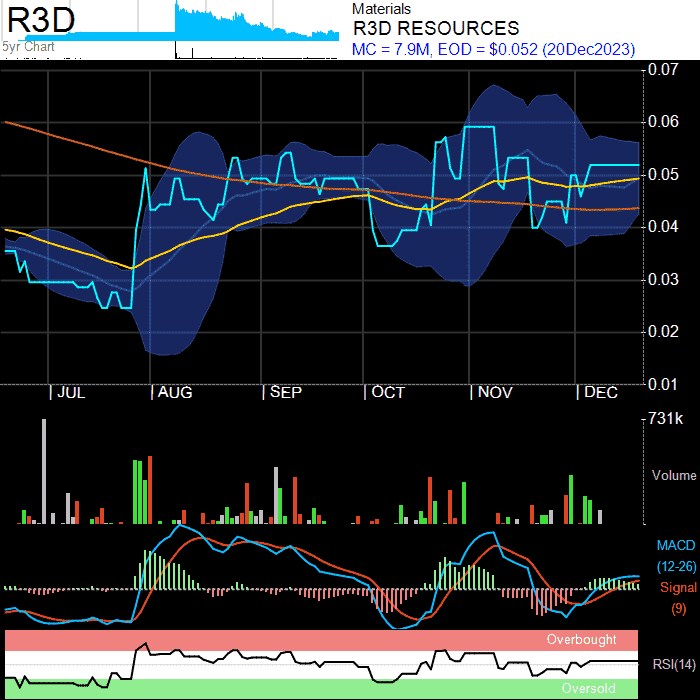 R3D
5yr Chart
Materials
R3D RESOURCES
MC = 7.9M, EOD = $0.052 (20Dec2023)
0.07
0.06
0.05
0.04
0.03
0.02
0.01
JUL
AUG
SEP
OCT
NOV
DEC
731k
Volume
MACD
(12-26)
Signal
(9)
Overbought
RSI(14)
Oversold